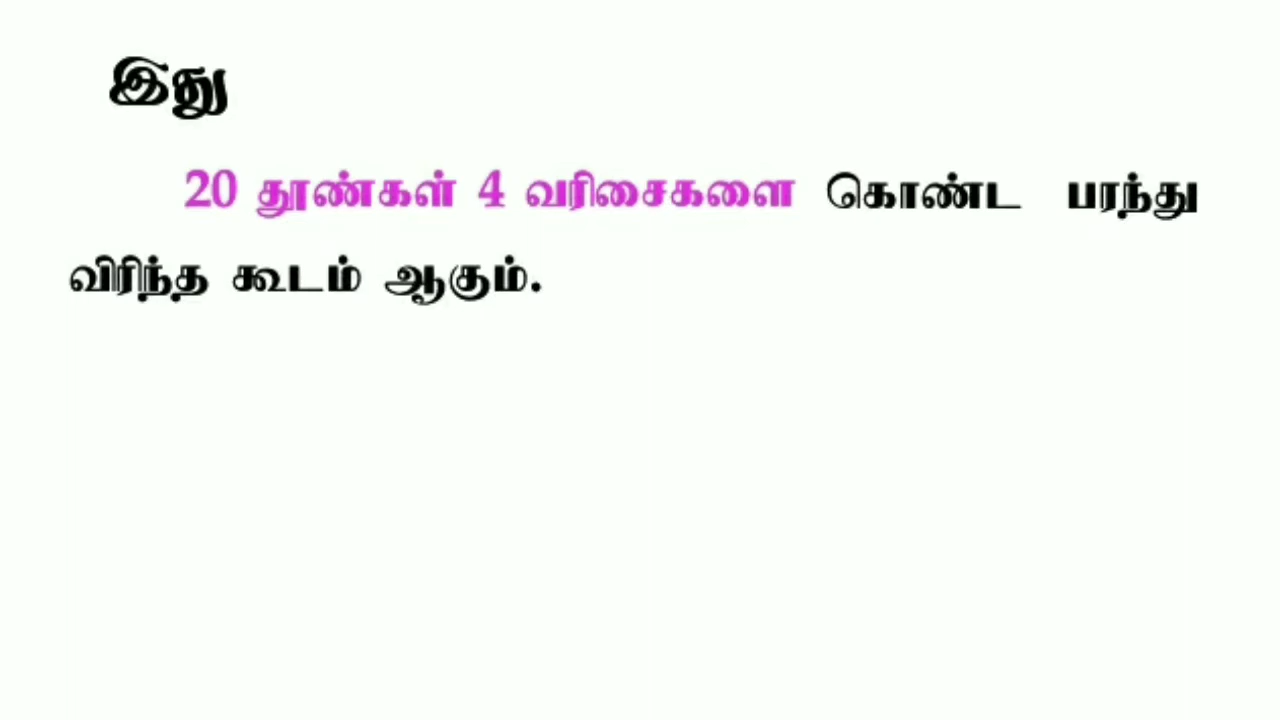 இது
20 தூண்கள் 4 வரிசைகளை கொண்ட பரந்து
விரிந்த கூடம் ஆகும்.